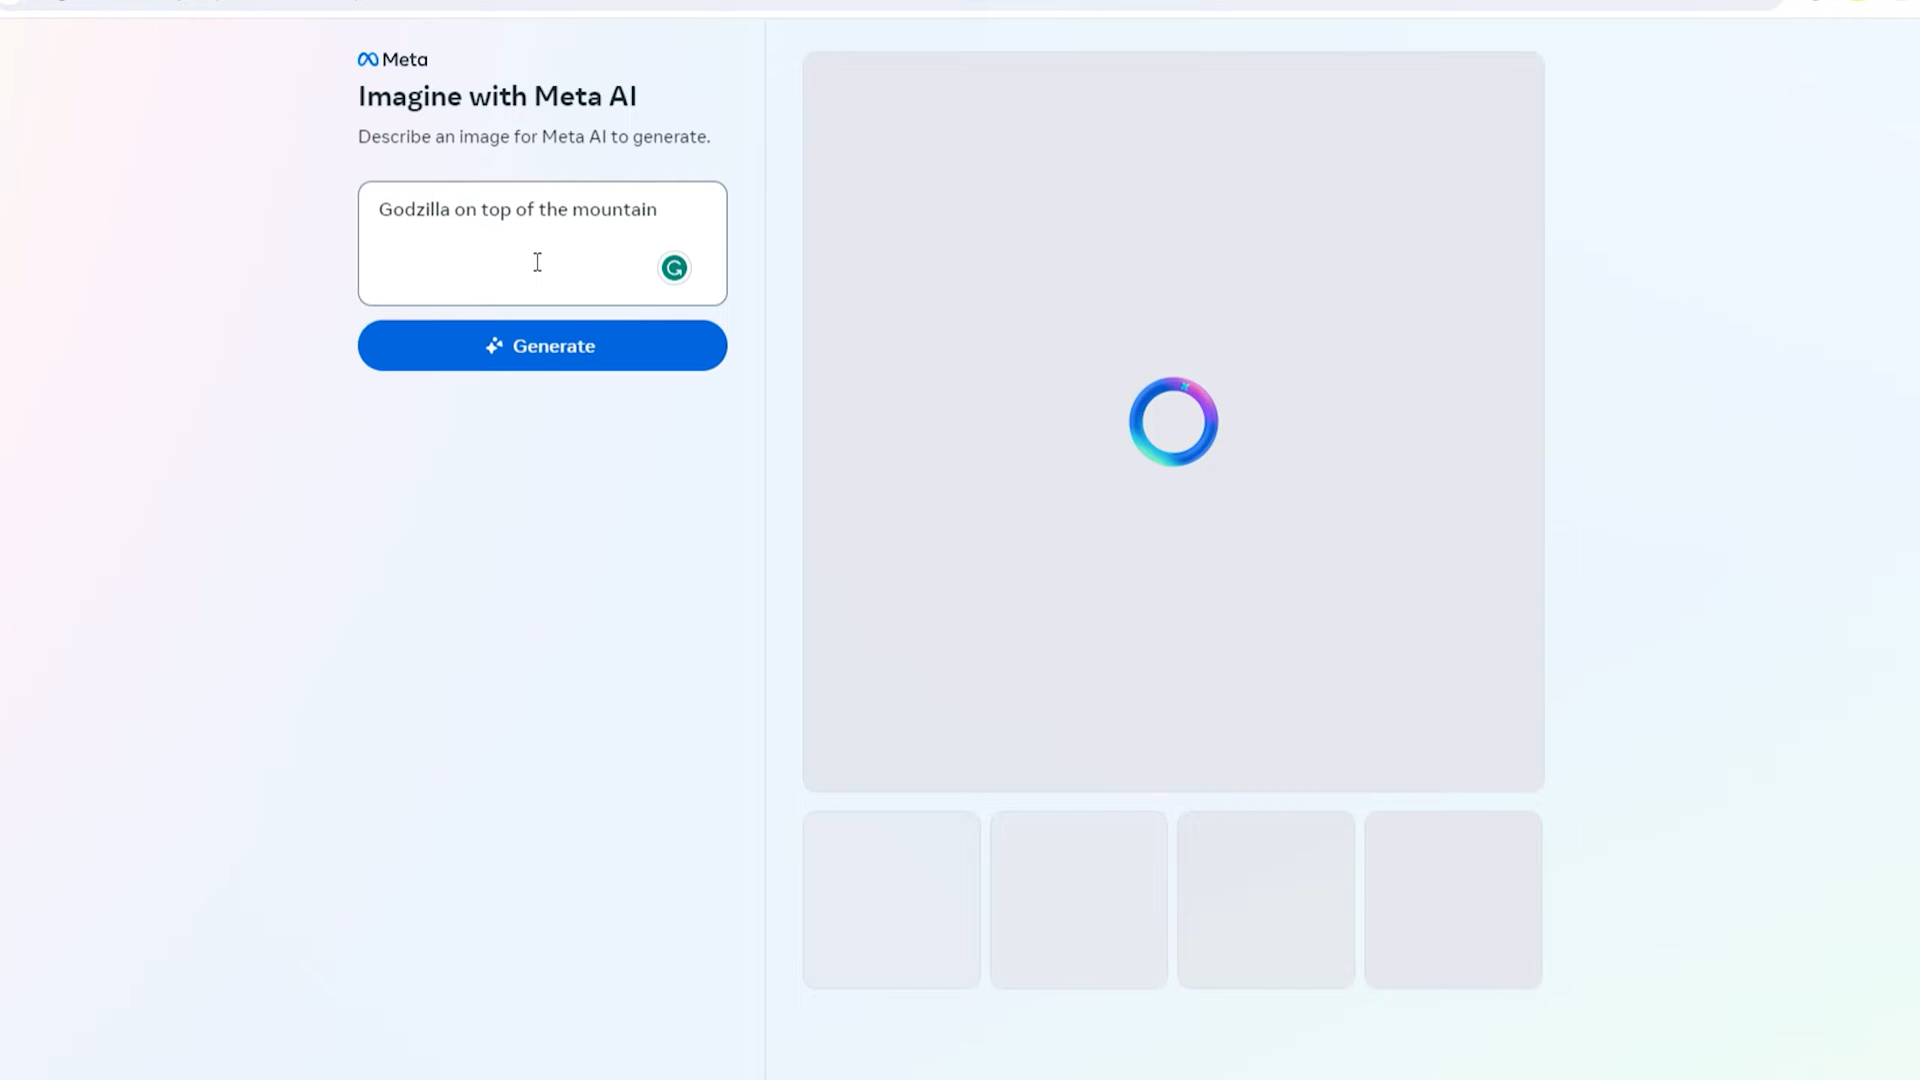 Meta
Imagine with Meta AI
Describe an image for Meta AI to generate.
Godzilla on top of the mountain
Generate